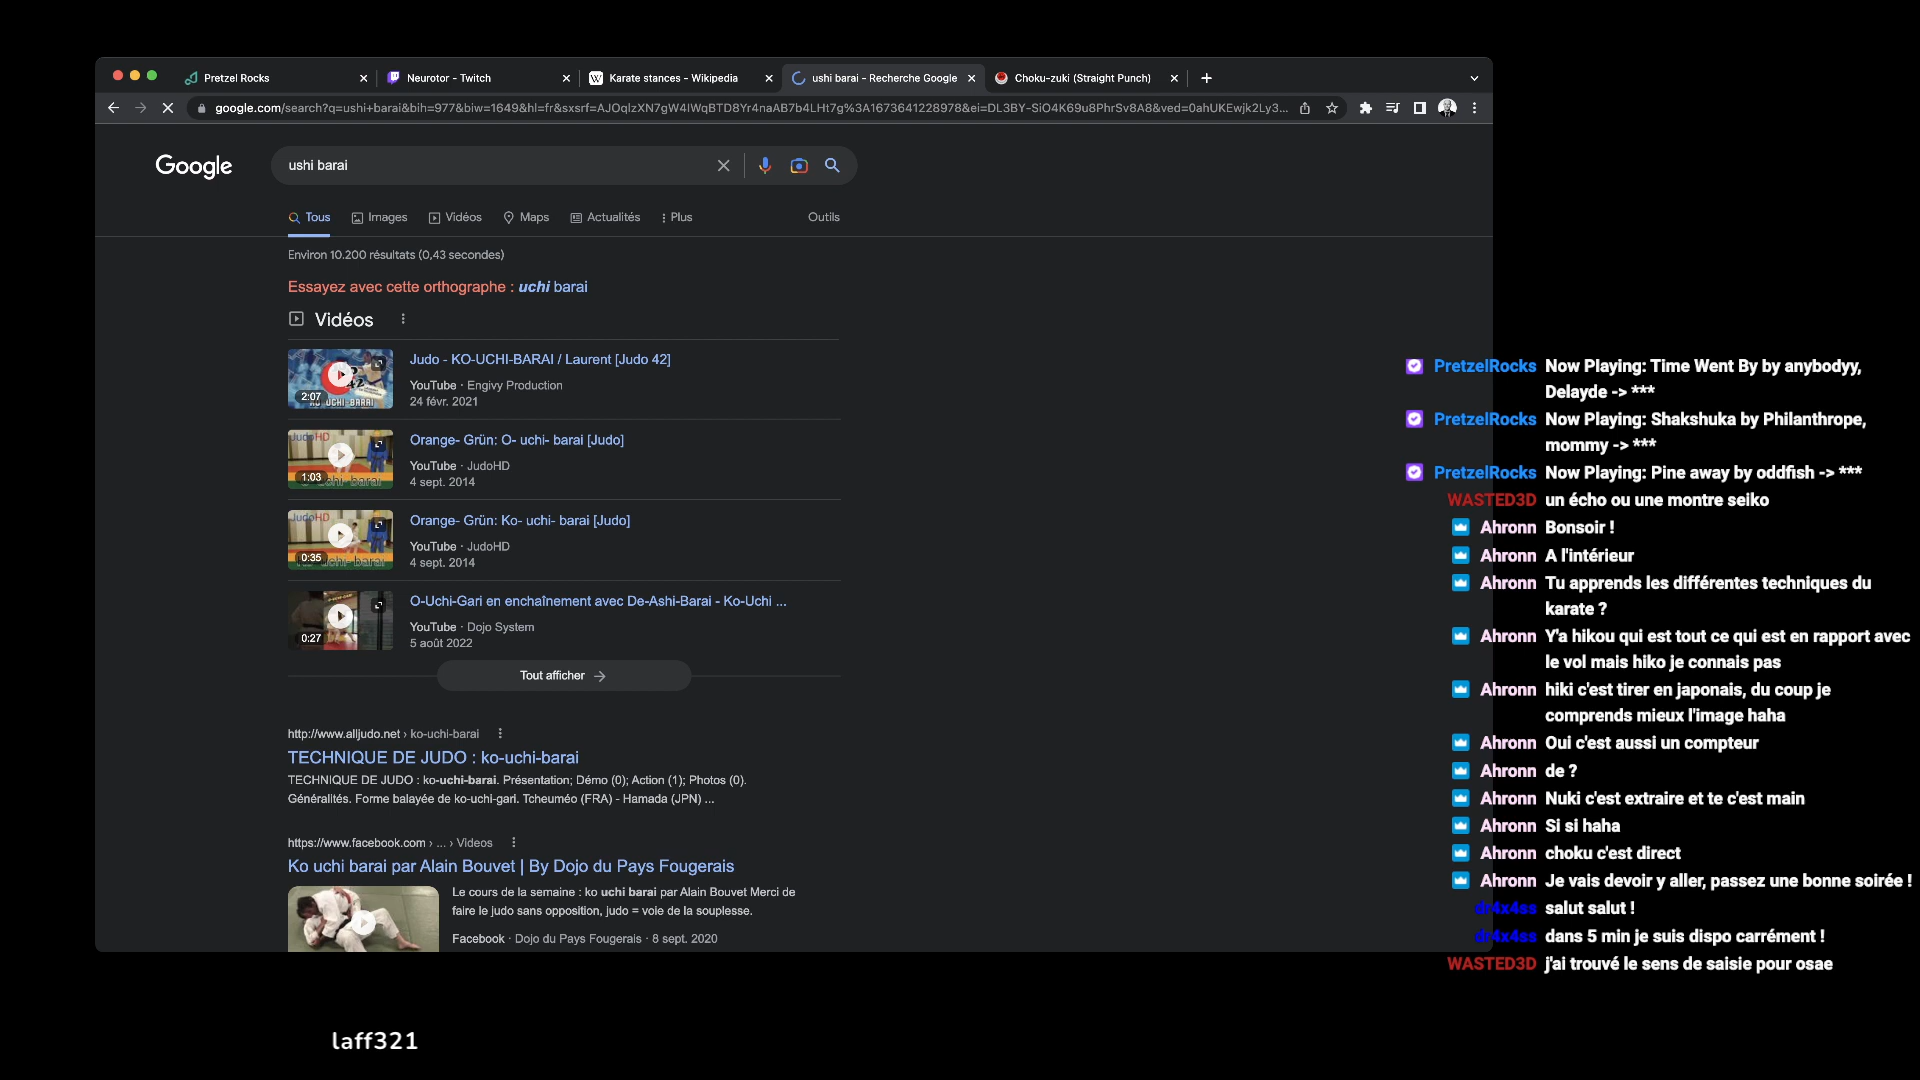 Pretzel Rocks
Neurotor - Twitch
Karate stances - Wikipedia
ushi barai - Recherche Google
Choku-zuki (Straight Punch)
google.com/search?q=ushi+barai&bih=977&biw=1649&hl=fr&sxsrf=AJOqlzXN7gW4IWqBTD8Yr4naAB7b4LHt7g%3A1673641228978&ei=DL3BY-SiO4K69u8PhrSv8A8&ved=0ahUKEwjk2Ly3...
Google
ushi barai
Tous
Images
Vidéos
Maps
Actualités
Plus
Outils
Environ 10.200 résultats (0,43 secondes)
Essayez avec cette orthographe : uchi barai
Vidéos
Judo - KO-UCHI-BARAI / Laurent [Judo 42]
YouTube · Engivy Production
24 févr. 2021
2:07
Orange- Grün: O- uchi- barai [Judo]
YouTube · JudoHD
4 sept. 2014
JudoHD
1:03
Orange- Grün: Ko- uchi- barai [Judo]
YouTube · JudoHD
4 sept. 2014
JudoHD
0:35
O-Uchi-Gari en enchaînement avec De-Ashi-Barai - Ko-Uchi ...
YouTube · Dojo System
5 août 2022
0:27
Tout afficher
http://www.alljudo.net › ko-uchi-barai
TECHNIQUE DE JUDO : ko-uchi-barai
TECHNIQUE DE JUDO : ko-uchi-barai. Présentation; Démo (0); Action (1); Photos (0).
Généralités. Forme balayée de ko-uchi-gari. Tcheuméo (FRA) - Hamada (JPN) ...
https://www.facebook.com › ... › Videos
Ko uchi barai par Alain Bouvet | By Dojo du Pays Fougerais
Le cours de la semaine : ko uchi barai par Alain Bouvet Merci de
faire le judo sans opposition, judo = voie de la souplesse.
Facebook · Dojo du Pays Fougerais · 8 sept. 2020
PretzelRocks Now Playing: Time Went By by anybodyy,
Delayde -> ***
PretzelRocks Now Playing: Shakshuka by Philanthrope,
mommy -> ***
PretzelRocks Now Playing: Pine away by oddfish -> ***
WASTED3D un écho ou une montre seiko
Ahronn Bonsoir !
Ahronn A l'intérieur
Ahronn Tu apprends les différentes techniques du
karate ?
Ahronn Y'a hikou qui est tout ce qui est en rapport avec
le vol mais hiko je connais pas
Ahronn hiki c'est tirer en japonais, du coup je
comprends mieux l'image haha
Ahronn Oui c'est aussi un compteur
Ahronn de ?
Ahronn Nuki c'est extraire et te c'est main
Ahronn Si si haha
Ahronn choku c'est direct
Ahronn Je vais devoir y aller, passez une bonne soirée !
dr4x4ss salut salut !
dr4x4ss dans 5 min je suis dispo carrément !
WASTED3D j'ai trouvé le sens de saisie pour osae
laff321